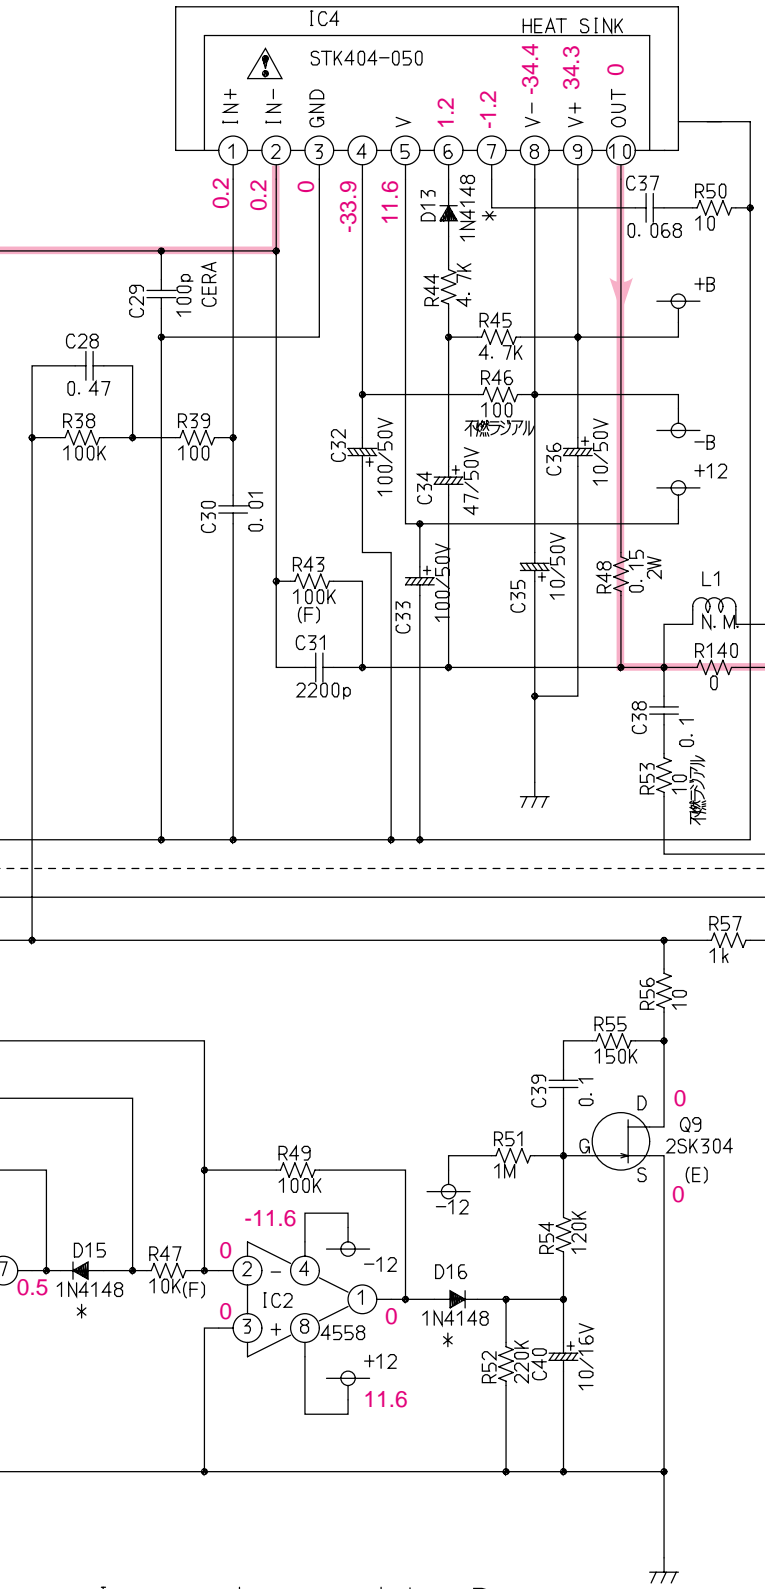 IC4
HEAT SINK
STK404-050
IN+
IN-
GND
V
1.2
-1.2
V-
-34.4
V+
34.3
OUT
0
1
2
3
4
5
6
7
8
9
10
0.2
0.2
0
-33.9
11.6
D13
1N4148
*
C37
0.068
R50
10
C29
100p
CERA
R44
4.7K
+B
R45
4.7K
C28
0.47
R46
100
不燃ラジアル
R38
100K
R39
100
C32
100/50V
C34
47/50V
C36
10/50V
-B
+12
C30
0.01
R43
100K
(F)
C33
100/50V
C35
10/50V
R48
0.15
2W
L1
N.M.
C31
2200p
R140
0
C38
0.1
R53
10
不燃ラジアル
R57
1k
R56
10
R55
150K
C39
0.1
D
0
Q9
2SK304
(E)
G
S
0
R51
1M
-12
R54
120K
R49
100K
-11.6
-12
7
0.5
D15
1N4148
*
R47
10K(F)
0
2
-
4
IC2
1
0
0
3
+
8
4558
+12
11.6
D16
1N4148
*
R52
220K
C40
10/16V